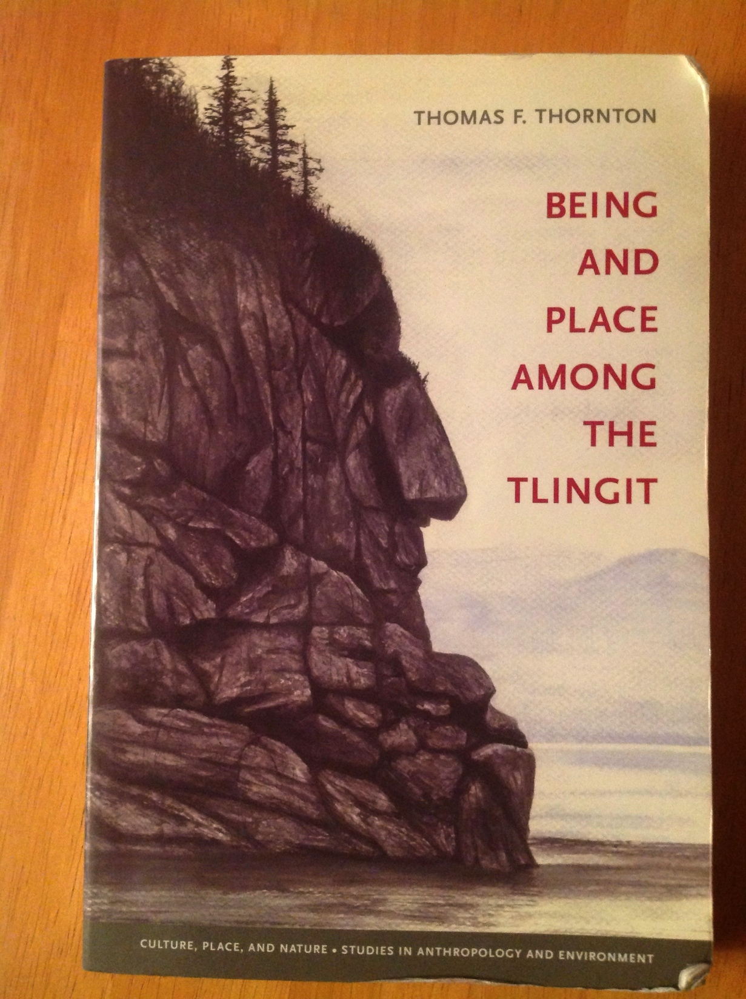 THOMAS F. THORNTON
BEING
AND
PLACE
AMONG
THE
TLINGIT
CULTURE, PLACE, AND NATURE • STUDIES IN ANTHROPOLOGY AND ENVIRONMENT